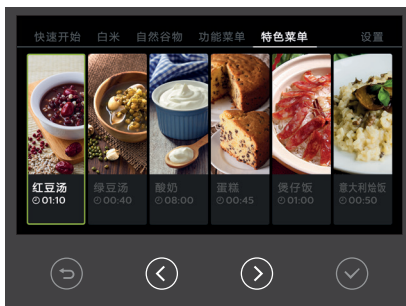 快速开始 白米 自然谷物 功能菜单 特色菜单 设置
红豆汤 绿豆汤 酸奶 蛋糕 煲仔饭 意大利烩饭
01:10 00:40 08:00 00:45 01:00 00:50